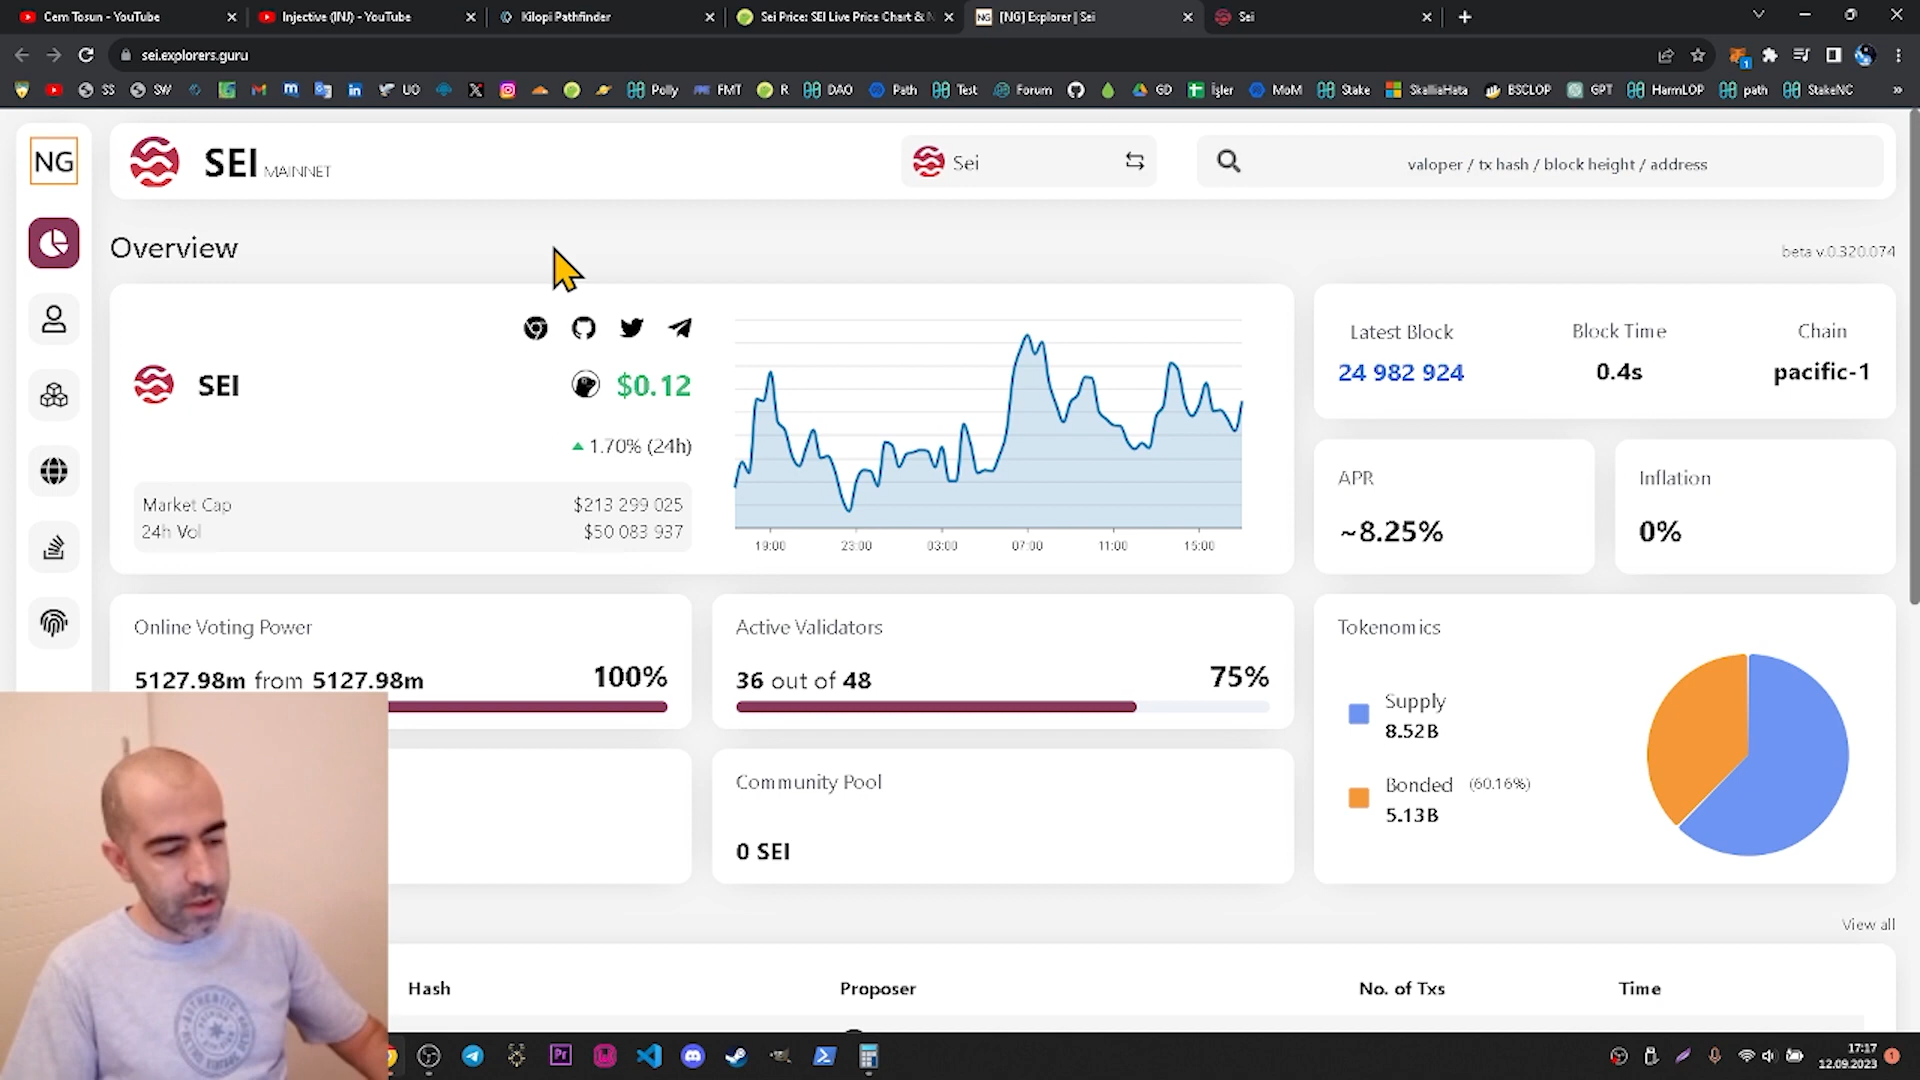 Cem Tosun - YouTube
Injective (INJ) - YouTube
Kilopi Pathfinder
Sei Price: SEI Live Price Chart & N
[NG] Explorer | Sei
Sei
sei.explorers.guru
SS
SW
UO
Polly
FMT
R
DAO
Path
Test
Forum
GD
İşler
MoM
Stake
SkalliaHata
BSCLOP
GPT
HarmLOP
path
StakeNC
NG
SEI MAINNET
Sei
valoper / tx hash / block height / address
Overview
beta v.0.320.074
SEI
$0.12
1.70% (24h)
Market Cap
$213 299 025
24h Vol
$50 083 937
19:00
23:00
03:00
07:00
11:00
15:00
Latest Block
24 982 924
Block Time
0.4s
Chain
pacific-1
APR
~8.25%
Inflation
0%
Online Voting Power
5127.98m from 5127.98m
100%
Active Validators
36 out of 48
75%
Tokenomics
Supply
8.52B
Bonded (60.16%)
5.13B
Community Pool
0 SEI
View all
Hash
Proposer
No. of Txs
Time
AUTHENTIC
Pr
17:17
12.09.2023
1